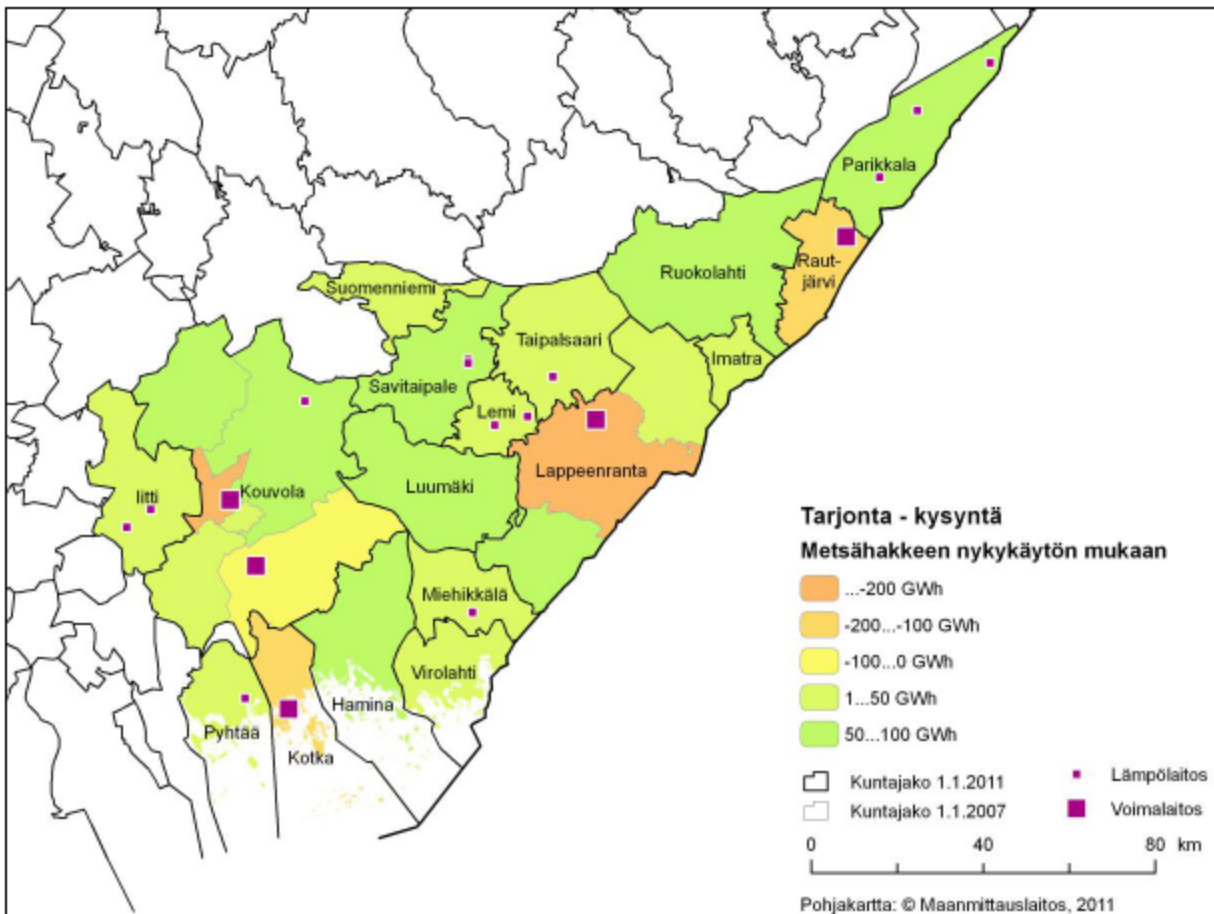 Parikkala
Ruokolahti
Raut-
järvi
Suomenniemi
Taipalsaari
Imatra
Savitaipale
Lemi
Lappeenranta
Luumäki
Iitti
Kouvola
Miehikkälä
Virolahti
Hamina
Pyhtää
Kotka
Tarjonta - kysyntä
Metsähakkeen nykykäytön mukaan
...-200 GWh
-200...-100 GWh
-100...0 GWh
1...50 GWh
50...100 GWh
Kuntajako 1.1.2011
Lämpölaitos
Kuntajako 1.1.2007
Voimalaitos
0 40 80 km
Pohjakartta: © Maanmittauslaitos, 2011